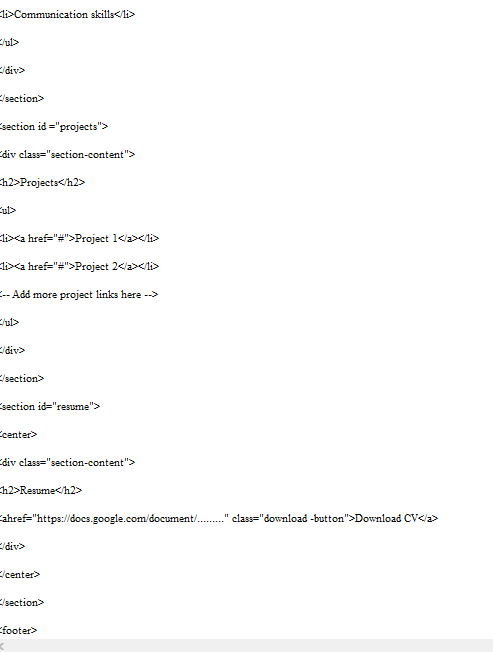 <li>Communication skills</li>
</ul>
</div>
</section>
<section id ="projects">
<div class="section-content">
<h2>Projects</h2>
<ul>
<li><a href="#">Project 1</a></li>
<li><a href="#">Project 2</a></li>
<-- Add more project links here -->
</ul>
</div>
</section>
<section id="resume">
<center>
<div class="section-content">
<h2>Resume</h2>
<ahref="https://docs.google.com/document/........." class="download -button">Download CV</a>
</div>
</center>
</section>
<footer>